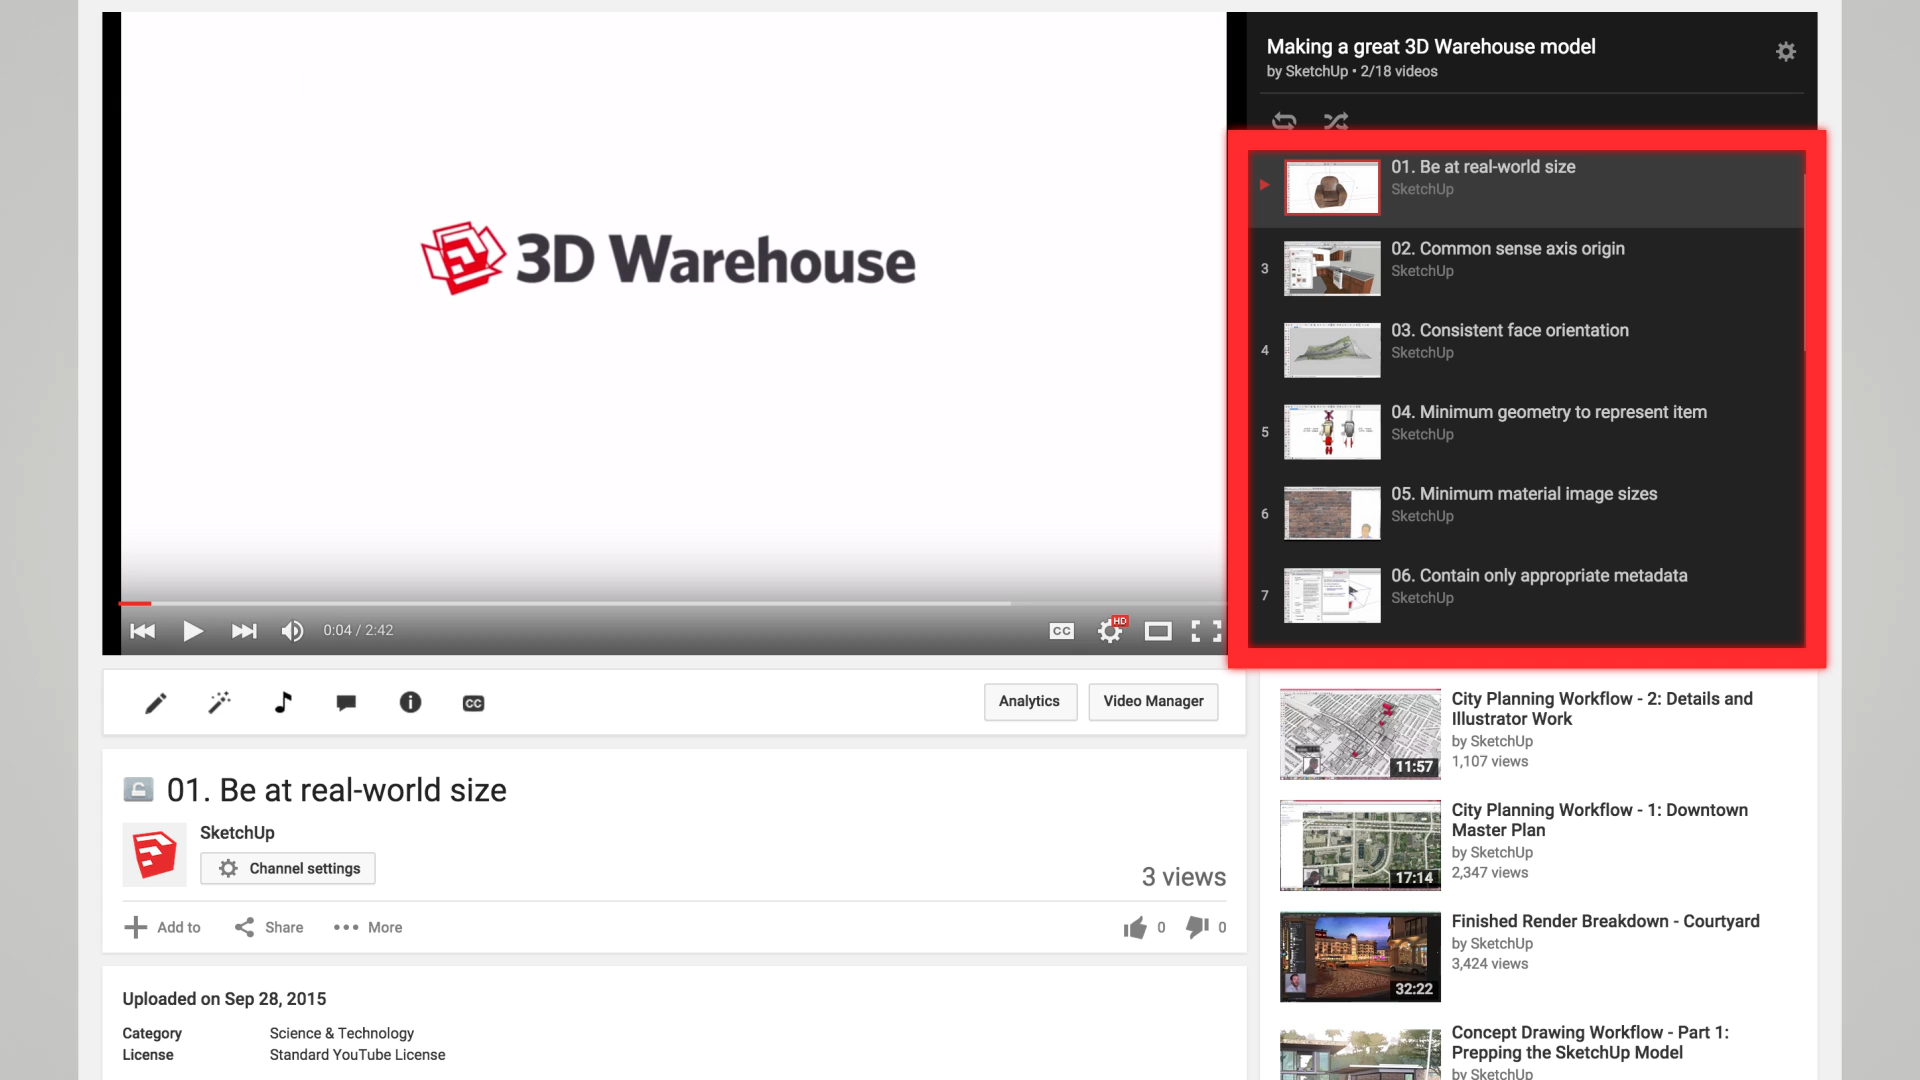 3D Warehouse
0:04 / 2:42
CC
HD
Making a great 3D Warehouse model
by SketchUp • 2/18 videos
01. Be at real-world size
SketchUp
3
02. Common sense axis origin
SketchUp
4
03. Consistent face orientation
SketchUp
5
04. Minimum geometry to represent item
SketchUp
6
05. Minimum material image sizes
SketchUp
7
06. Contain only appropriate metadata
SketchUp
CC
Analytics
Video Manager
01. Be at real-world size
SketchUp
Channel settings
3 views
Add to
Share
More
0
0
Uploaded on Sep 28, 2015
Category Science & Technology
License Standard YouTube License
11:57
City Planning Workflow - 2: Details and
Illustrator Work
by SketchUp
1,107 views
17:14
City Planning Workflow - 1: Downtown
Master Plan
by SketchUp
2,347 views
32:22
Finished Render Breakdown - Courtyard
by SketchUp
3,424 views
Concept Drawing Workflow - Part 1:
Prepping the SketchUp Model
by SketchUp